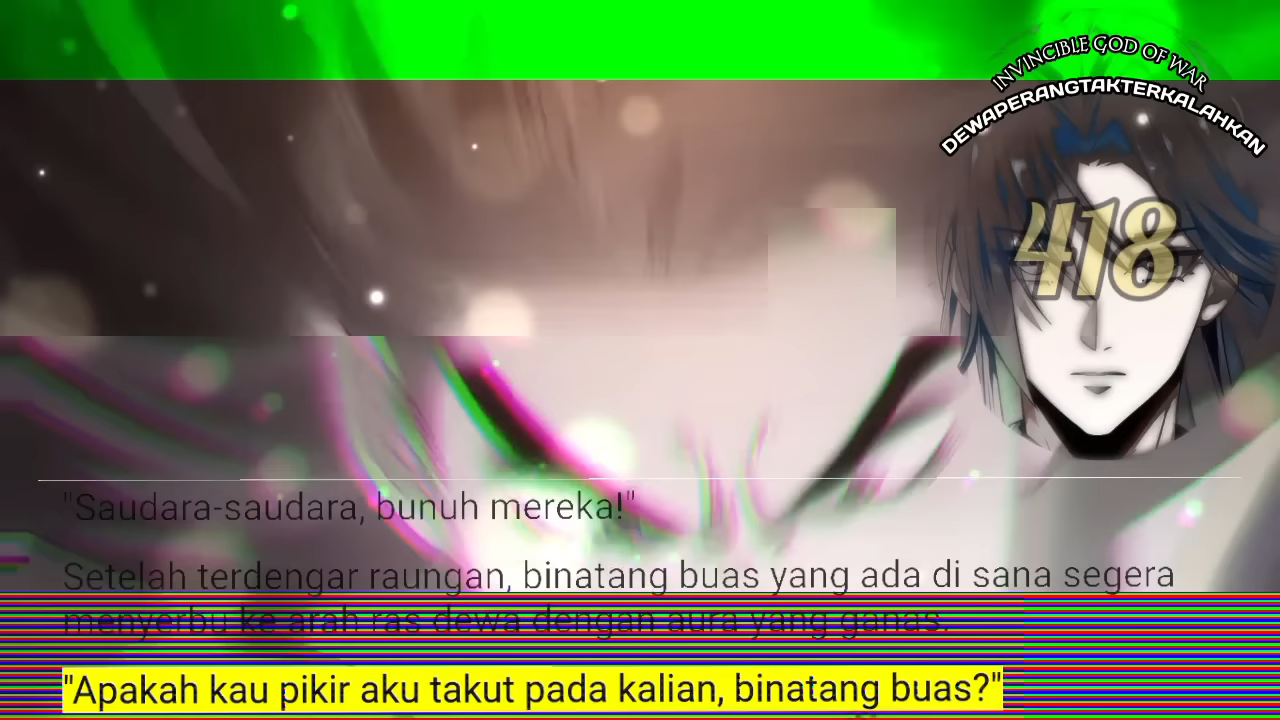 INVINCIBLE GOD OF WAR
DEWAPERANGTAKTERKALAHKAN
418
"Saudara-saudara, bunuh mereka!"
Setelah terdengar raungan, binatang buas yang ada di sana segera
menyerbu ke arah ras dewa dengan aura yang ganas.
"Apakah kau pikir aku takut pada kalian, binatang buas?"